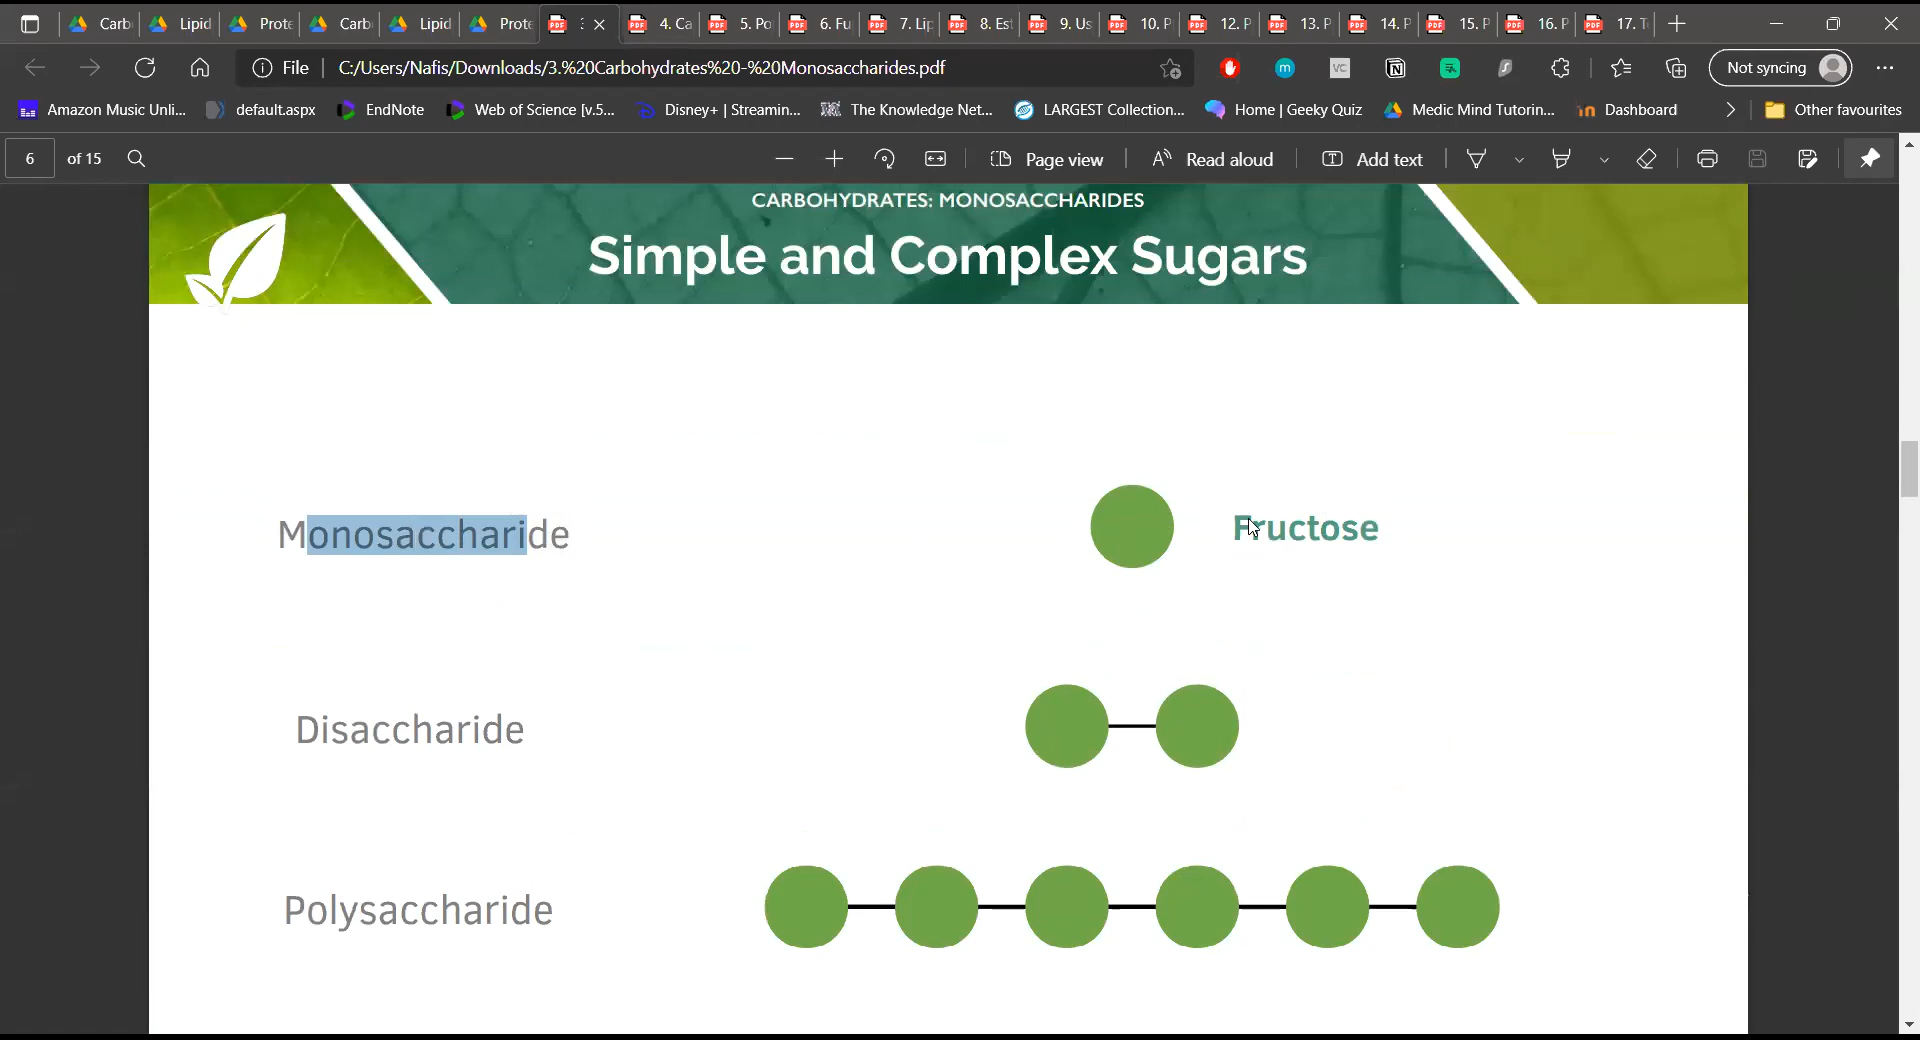 Carb
Lipid
Prote
Carb
Lipid
Prote
4. Ca
5. Po
6. Fu
7. Lip
8. Est
9. Us
10. P
12. P
13. P
14. P
15. P
16. P
17. T
File
C:/Users/Nafis/Downloads/3.%20Carbohydrates%20-%20Monosaccharides.pdf
VC
Not syncing
Amazon Music Unli...
default.aspx
EndNote
Web of Science [v.5...
Disney+ | Streamin...
The Knowledge Net...
LARGEST Collection...
Home | Geeky Quiz
Medic Mind Tutorin...
Dashboard
Other favourites
6 of 15
Page view
Read aloud
Add text
CARBOHYDRATES: MONOSACCHARIDES
Simple and Complex Sugars
Monosaccharide
Fructose
Disaccharide
Polysaccharide